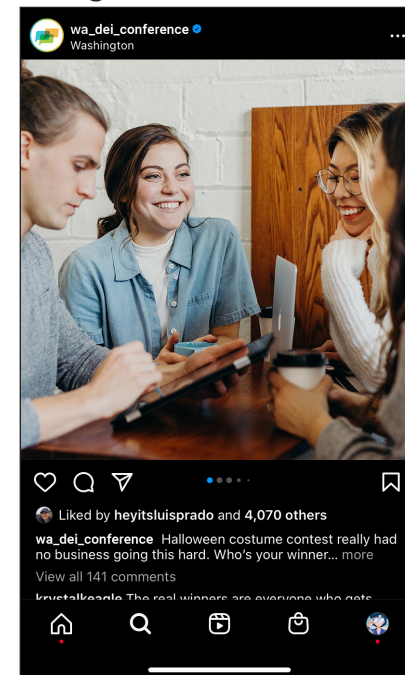 wa_dei_conference
Washington
Liked by heyitsluisprado and 4,070 others
wa_dei_conference Halloween costume contest really had
no business going this hard. Who's your winner... more
View all 141 comments
krystalkeagle The real winners are everyone who gets